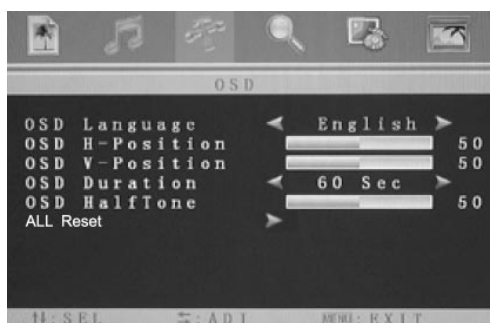 OSD
OSD Language English
OSD H-Position 50
OSD V-Position 50
OSD Duration 60 Sec
OSD HalfTone 50
ALL Reset
: SEL : ADJ MENU: EXIT